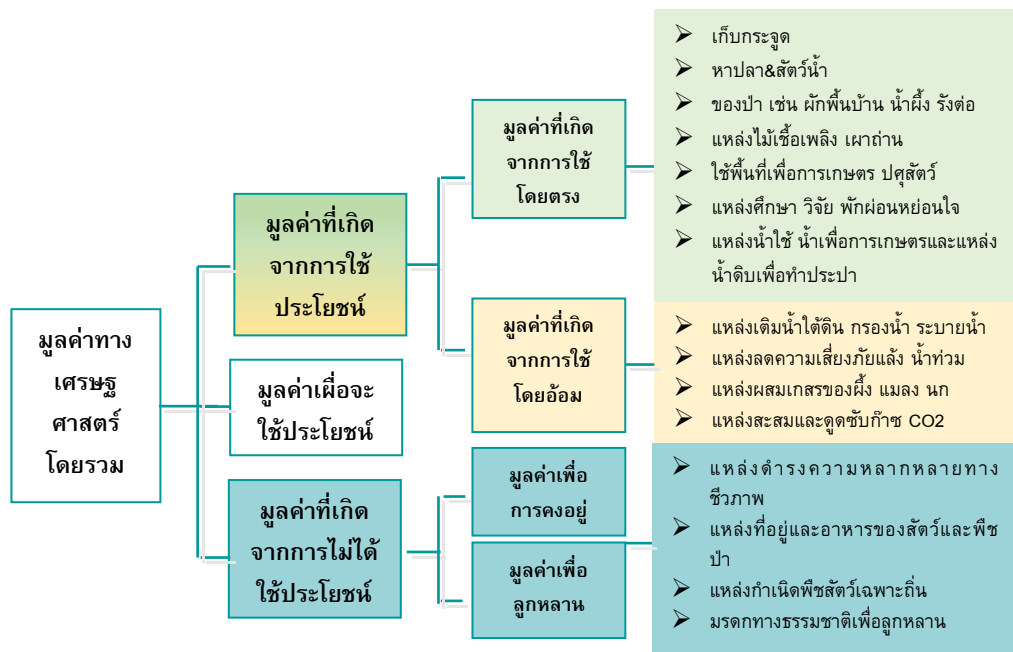 มูลค่าทาง
เศรษฐ
ศาสตร์
โดยรวม
มูลค่าที่เกิด
จากการใช้
ประโยชน์
มูลค่าเผื่อจะ
ใช้ประโยชน์
มูลค่าที่เกิด
จากการไม่ได้
ใช้ประโยชน์
มูลค่าที่เกิด
จากการใช้
โดยตรง
มูลค่าที่เกิด
จากการใช้
โดยอ้อม
มูลค่าเพื่อ
การคงอยู่
มูลค่าเพื่อ
ลูกหลาน
➢ เก็บกระจูด
➢ หาปลา&สัตว์น้ำ
➢ ของป่า เช่น ผักพื้นบ้าน น้ำผึ้ง รังต่อ
➢ แหล่งไม้เชื้อเพลิง เผาถ่าน
➢ ใช้พื้นที่เพื่อการเกษตร ปศุสัตว์
➢ แหล่งศึกษา วิจัย พักผ่อนหย่อนใจ
➢ แหล่งน้ำใช้ น้ำเพื่อการเกษตรและแหล่ง
น้ำดิบเพื่อทำประปา
➢ แหล่งเติมน้ำใต้ดิน กรองน้ำ ระบายน้ำ
➢ แหล่งลดความเสี่ยงภัยแล้ง น้ำท่วม
➢ แหล่งผสมเกสรของผึ้ง แมลง นก
➢ แหล่งสะสมและดูดซับก๊าซ CO2
➢ แหล่งดำรงความหลากหลายทาง
ชีวภาพ
➢ แหล่งที่อยู่และอาหารของสัตว์และพืช
ป่า
➢ แหล่งกำเนิดพืชสัตว์เฉพาะถิ่น
➢ มรดกทางธรรมชาติเพื่อลูกหลาน